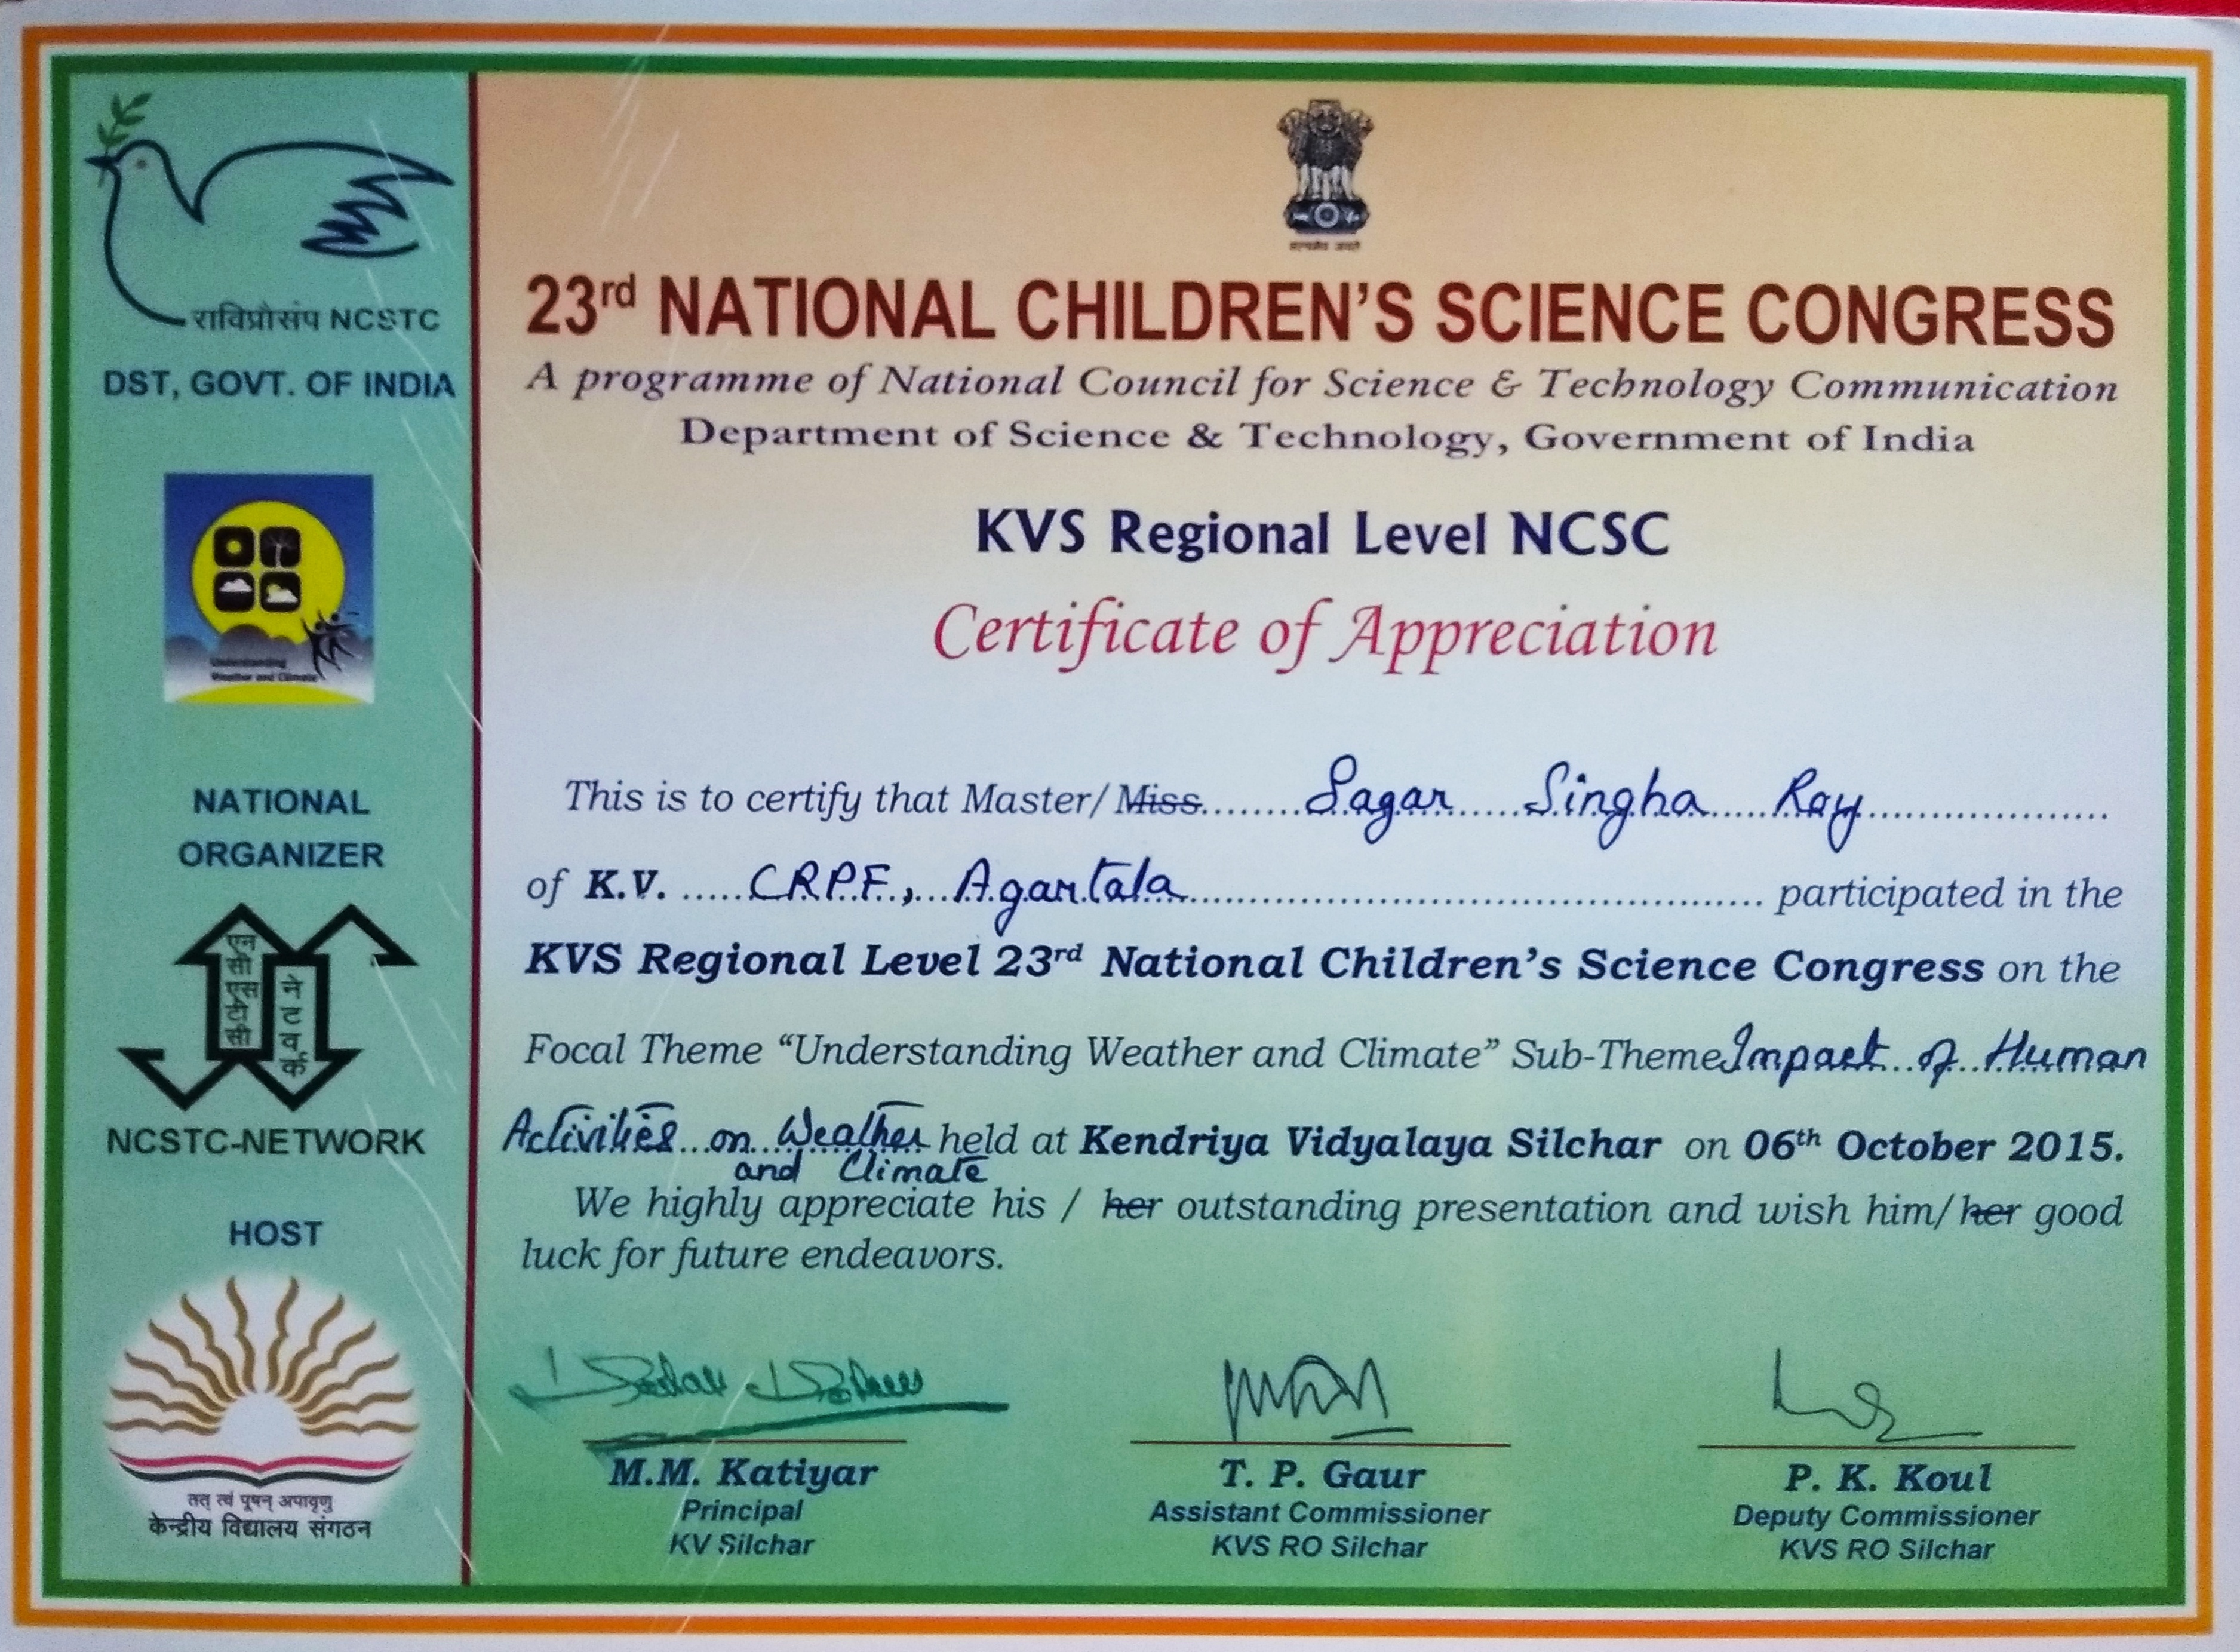 राविप्रौसंप NCSTC
DST, GOVT. OF INDIA
Understanding
Weather and Climate
NATIONAL
ORGANIZER
एन सी एस टी सी
नेटवर्क
NCSTC-NETWORK
HOST
तत् त्वं पूषन् अपावृणु
केन्द्रीय विद्यालय संगठन
सत्यमेव जयते
23rd NATIONAL CHILDREN'S SCIENCE CONGRESS
A programme of National Council for Science & Technology Communication
Department of Science & Technology, Government of India
KVS Regional Level NCSC
Certificate of Appreciation
This is to certify that Master/Miss........Sagar Singha Roy................
of K.V. .....CRPF, Agartala................ participated in the
KVS Regional Level 23rd National Children's Science Congress on the
Focal Theme “Understanding Weather and Climate” Sub-Theme Impact of Human
Activities on Weather held at Kendriya Vidyalaya Silchar on 06th October 2015.
and Climate
We highly appreciate his / her outstanding presentation and wish him/her good
luck for future endeavors.
M.M. Katiyar
Principal
KV Silchar
T. P. Gaur
Assistant Commissioner
KVS RO Silchar
P. K. Koul
Deputy Commissioner
KVS RO Silchar